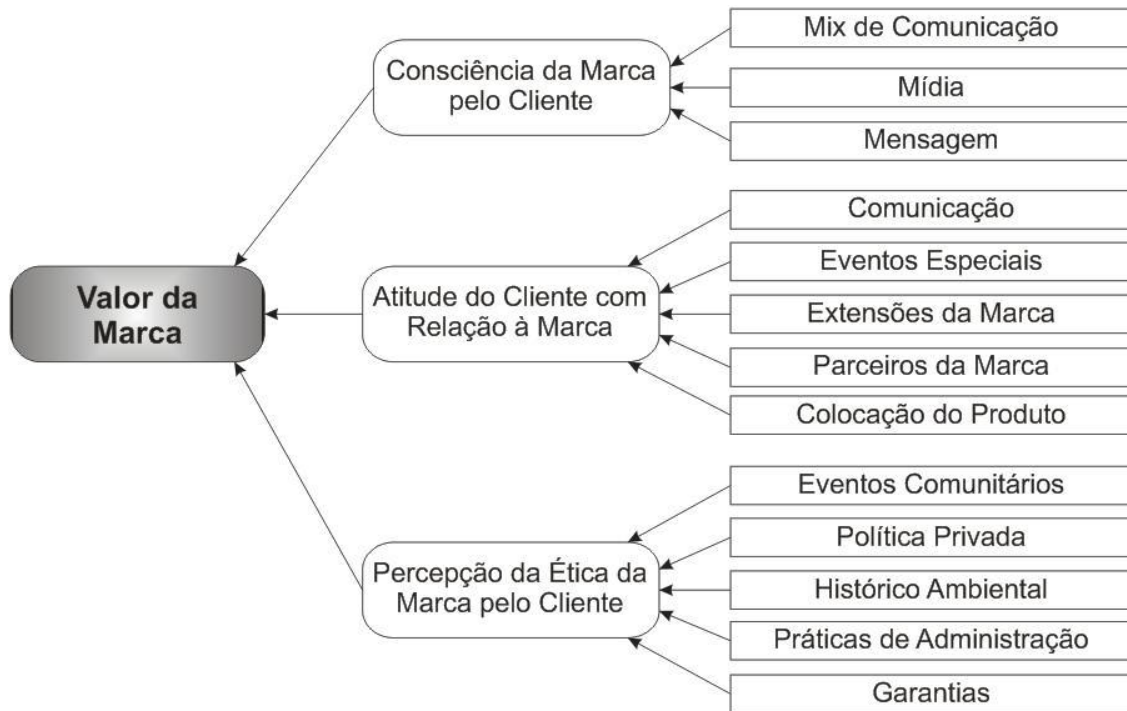 Valor da
Marca
Consciência da Marca
pelo Cliente
Mix de Comunicação
Mídia
Mensagem
Atitude do Cliente com
Relação à Marca
Comunicação
Eventos Especiais
Extensões da Marca
Parceiros da Marca
Colocação do Produto
Percepção da Ética da
Marca pelo Cliente
Eventos Comunitários
Política Privada
Histórico Ambiental
Práticas de Administração
Garantias